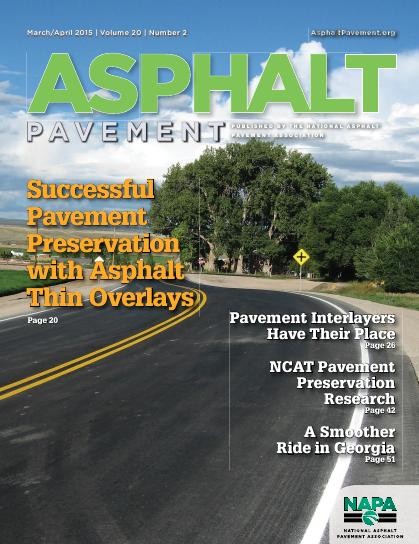 March/April 2015 | Volume 20 | Number 2
AsphaltPavement.org
ASPHALT
PAVEMENT
PUBLISHED BY THE NATIONAL ASPHALT
PAVEMENT ASSOCIATION
Successful
Pavement
Preservation
with Asphalt
Thin Overlays
Page 20
Pavement Interlayers
Have Their Place
Page 26
NCAT Pavement
Preservation
Research
Page 42
A Smoother
Ride in Georgia
Page 51
NAPA
NATIONAL ASPHALT
PAVEMENT ASSOCIATION